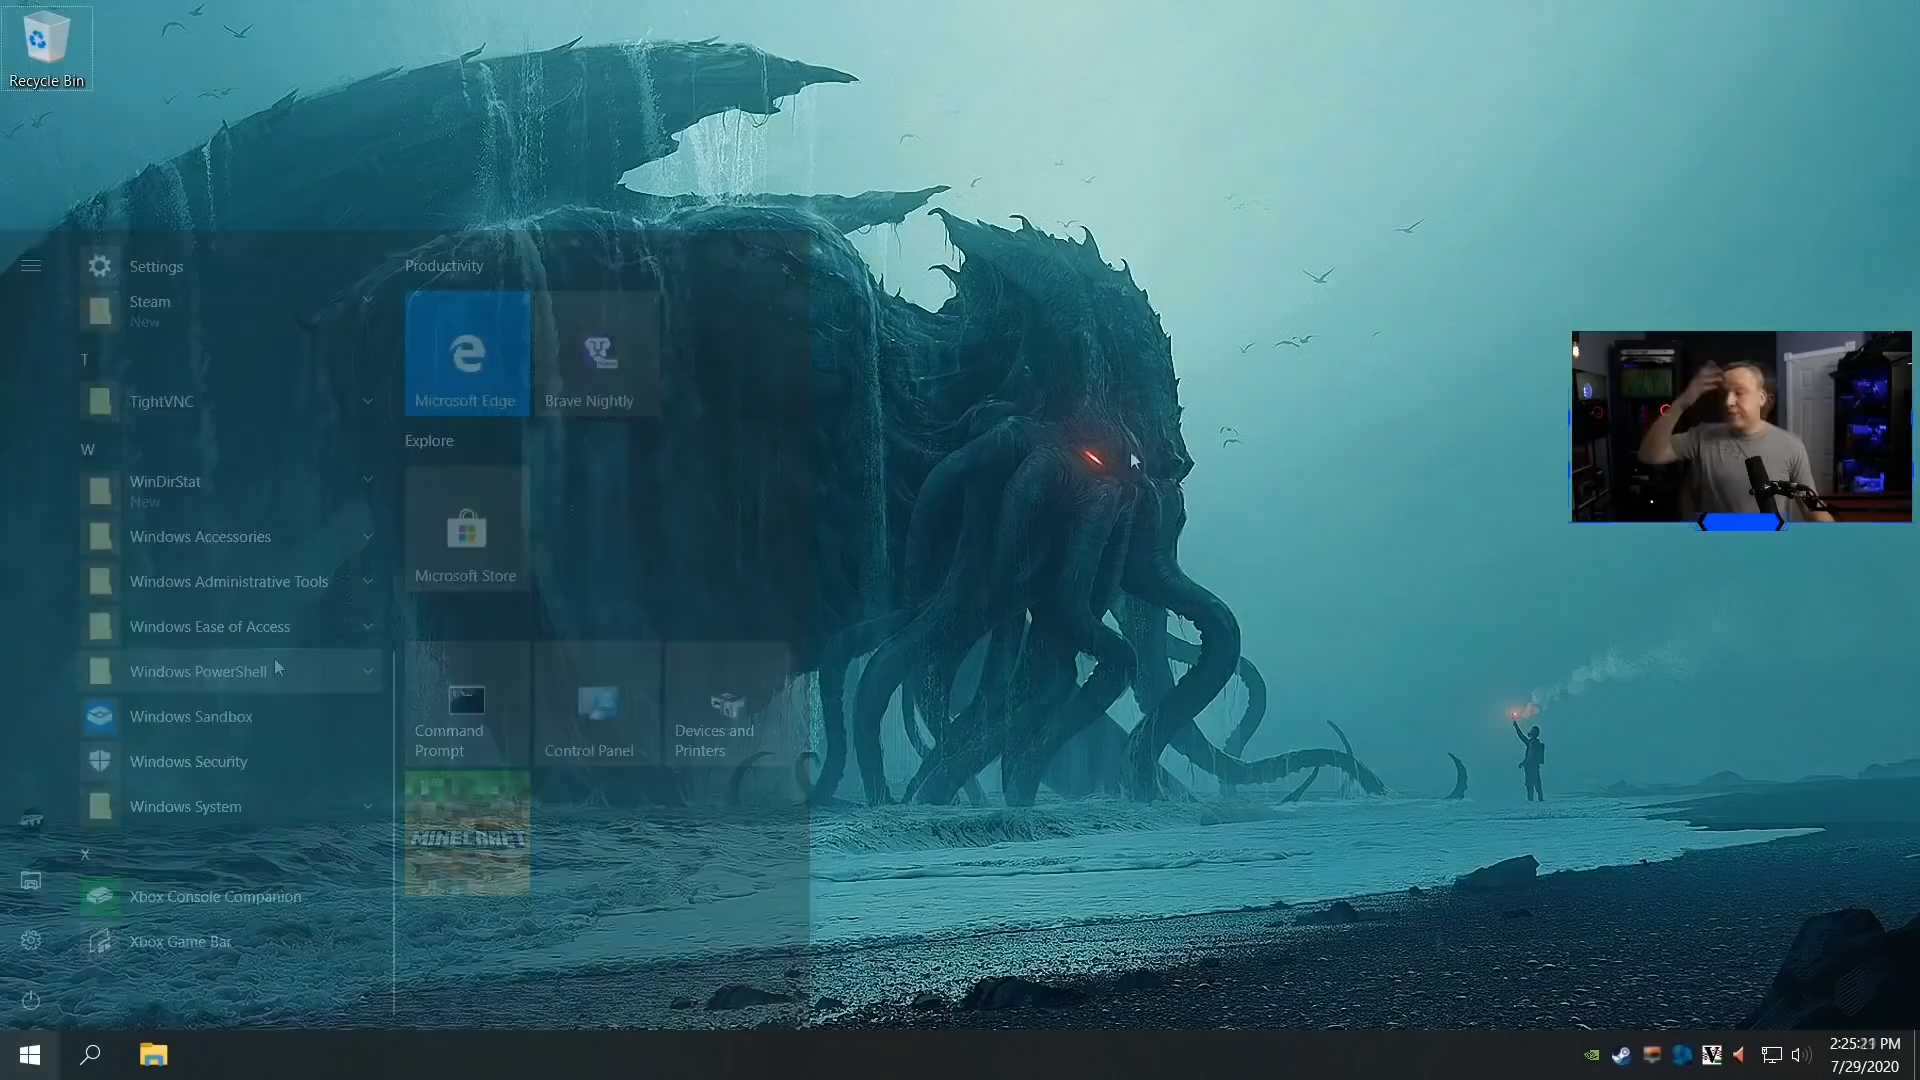 Recycle Bin
Settings
Steam
New
T
TightVNC
W
WinDirStat
New
Windows Accessories
Windows Administrative Tools
Windows Ease of Access
Windows PowerShell
Windows Sandbox
Windows Security
Windows System
X
Xbox Console Companion
Xbox Game Bar
Productivity
Microsoft Edge
Brave Nightly
Explore
Microsoft Store
Command
Prompt
Control Panel
Devices and
Printers
MINECRAFT
2:25:21 PM
7/29/2020